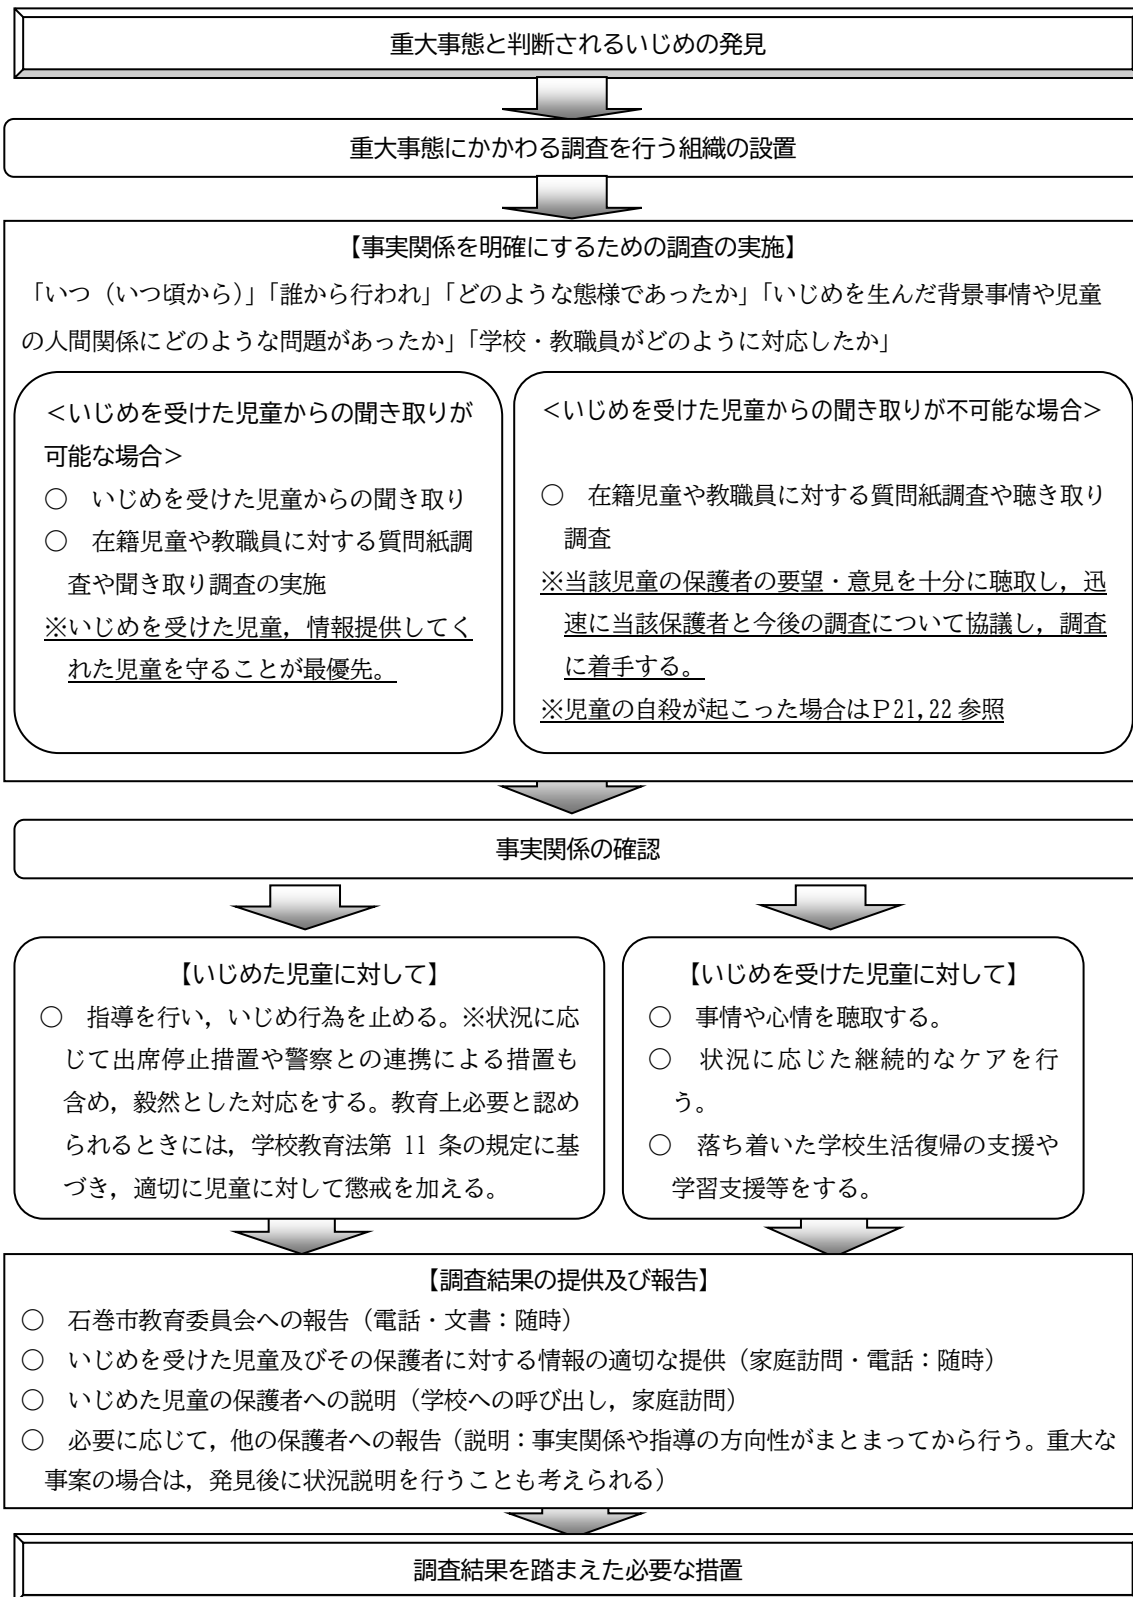 重大事態と判断されるいじめの発見
重大事態にかかわる調査を行う組織の設置
【事実関係を明確にするための調査の実施】
「いつ（いつ頃から）」「誰から行われ」「どのような態様であったか」「いじめを生んだ背景事情や児童
の人間関係にどのような問題があったか」「学校・教職員がどのように対応したか」
＜いじめを受けた児童からの聞き取りが
可能な場合＞
○　いじめを受けた児童からの聞き取り
○　在籍児童や教職員に対する質問紙調
査や聞き取り調査の実施
※いじめを受けた児童，情報提供してく
れた児童を守ることが最優先。
＜いじめを受けた児童からの聞き取りが不可能な場合＞
○　在籍児童や教職員に対する質問紙調査や聴き取り
調査
※当該児童の保護者の要望・意見を十分に聴取し，迅
速に当該保護者と今後の調査について協議し，調査
に着手する。
※児童の自殺が起こった場合はＰ21,22 参照
事実関係の確認
【いじめた児童に対して】
○　指導を行い，いじめ行為を止める。※状況に応
じて出席停止措置や警察との連携による措置も
含め，毅然とした対応をする。教育上必要と認め
られるときには，学校教育法第 11 条の規定に基
づき，適切に児童に対して懲戒を加える。
【いじめを受けた児童に対して】
○　事情や心情を聴取する。
○　状況に応じた継続的なケアを行
う。
○　落ち着いた学校生活復帰の支援や
学習支援等をする。
【調査結果の提供及び報告】
○　石巻市教育委員会への報告（電話・文書：随時）
○　いじめを受けた児童及びその保護者に対する情報の適切な提供（家庭訪問・電話：随時）
○　いじめた児童の保護者への説明（学校への呼び出し，家庭訪問）
○　必要に応じて，他の保護者への報告（説明：事実関係や指導の方向性がまとまってから行う。重大な
事案の場合は，発見後に状況説明を行うことも考えられる）
調査結果を踏まえた必要な措置